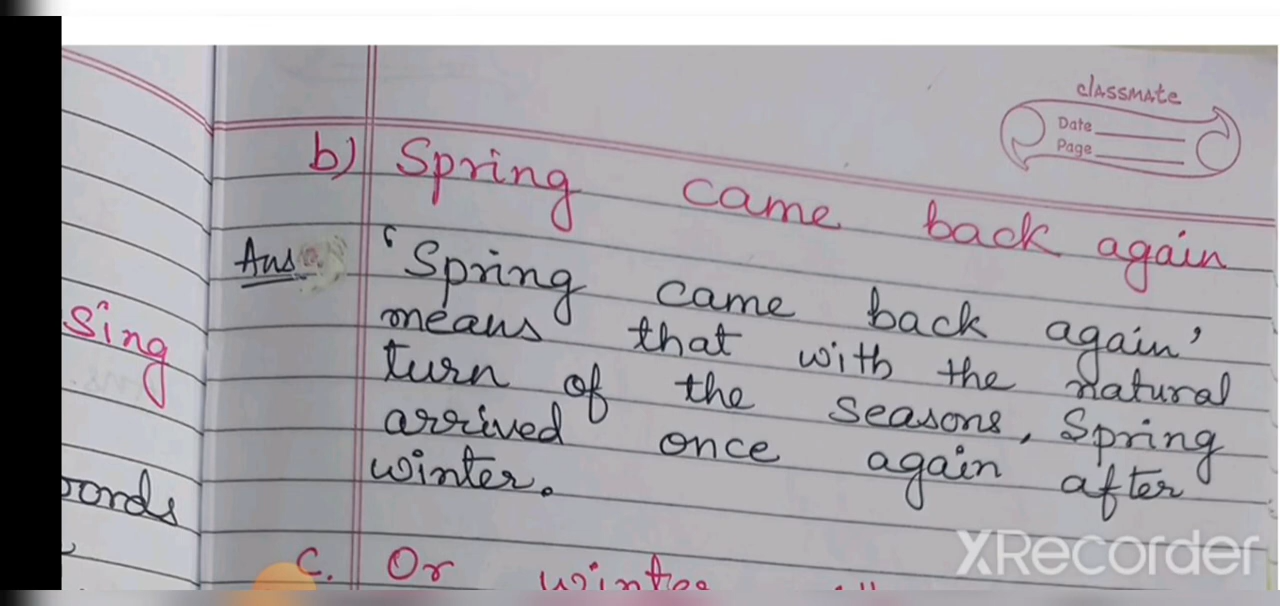 classmate
Date
Page
b) Spring came back again
Ans 'Spring came back again'
means that with the natural
turn of the seasons, Spring
arrived once again after
winter.
sing
c. Or winter
XRecorder